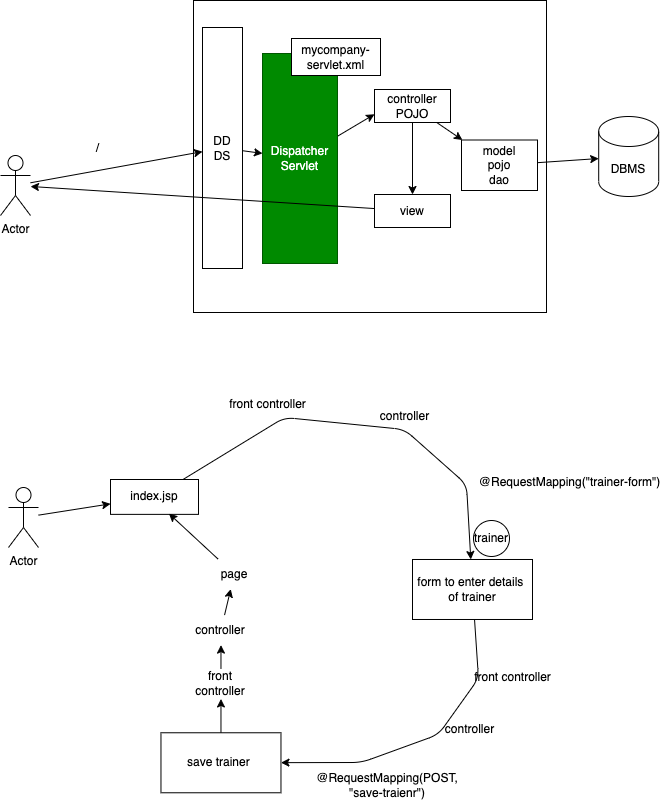 mycompany-
servlet.xml
controller
POJO
/
DD
DS
Dispatcher
Servlet
model
pojo
dao
DBMS
view
Actor
front controller
controller
@RequestMapping("trainer-form")
index.jsp
trainer
Actor
page
form to enter details
of trainer
controller
front
controller
front controller
controller
save trainer
@RequestMapping(POST,
"save-traienr")